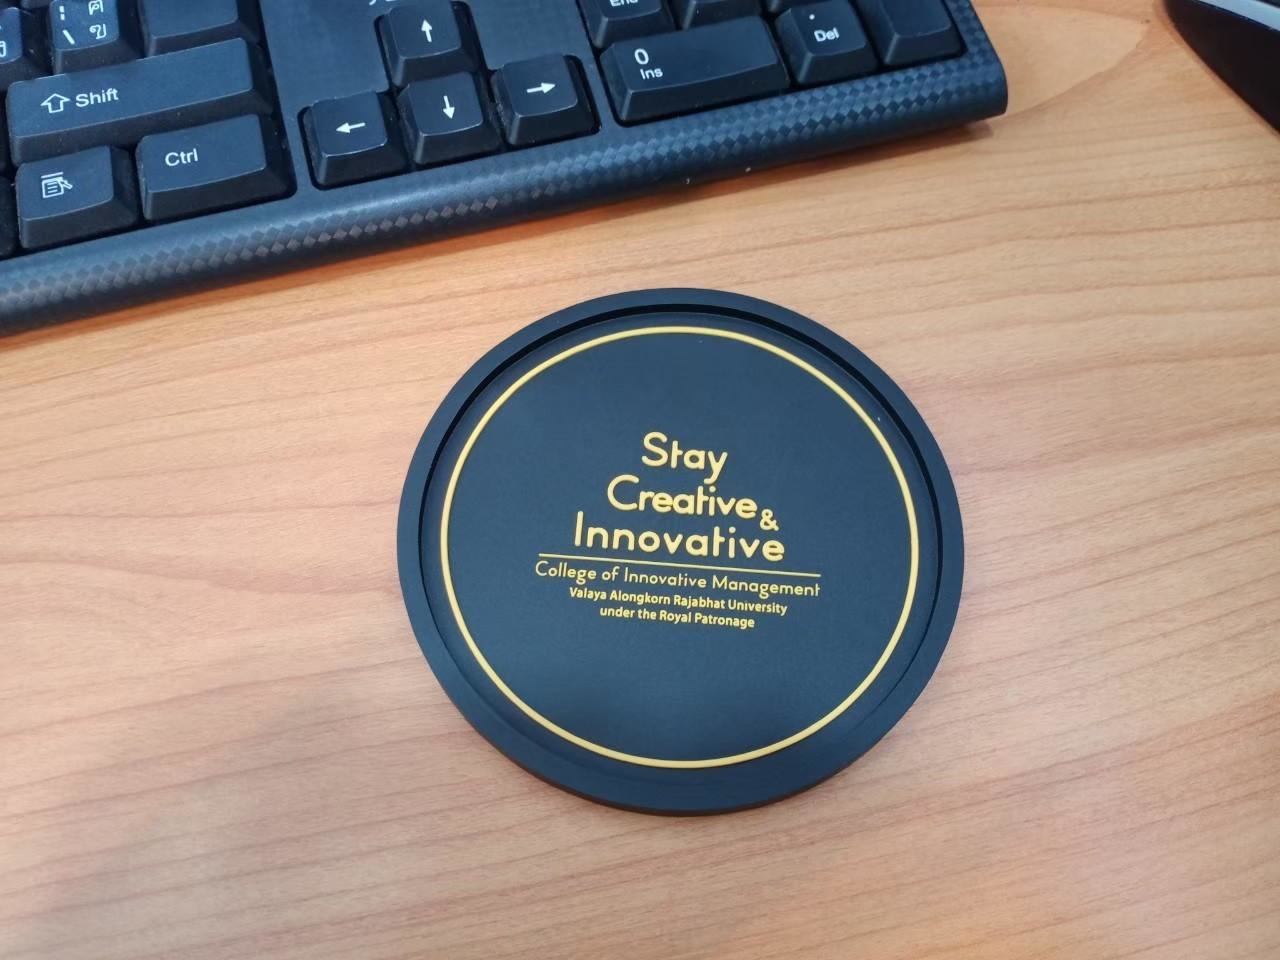 Ins
Del
0
Ins
Shift
Ctrl
Stay
Creative &
Innovative
College of Innovative Management
Valaya Alongkorn Rajabhat University
under the Royal Patronage